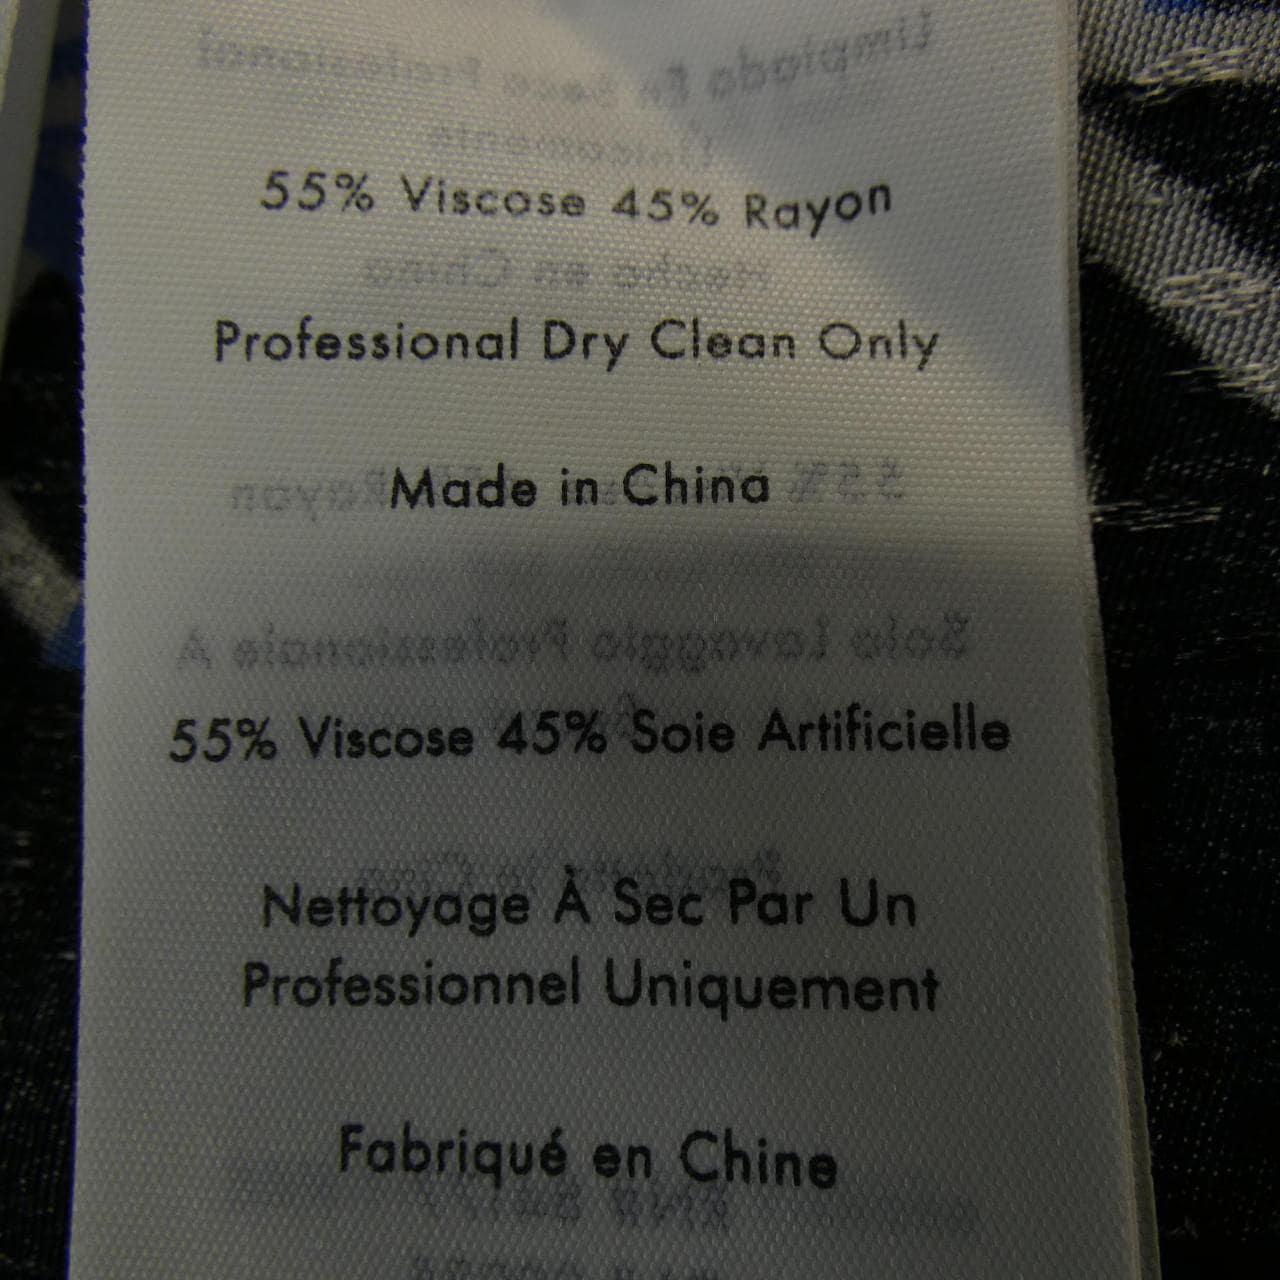 55% Viscose 45% Rayon
Professional Dry Clean Only
Made in China
55% Viscose 45% Soie Artificielle
Nettoyage À Sec Par Un
Professionnel Uniquement
Fabriqué en Chine